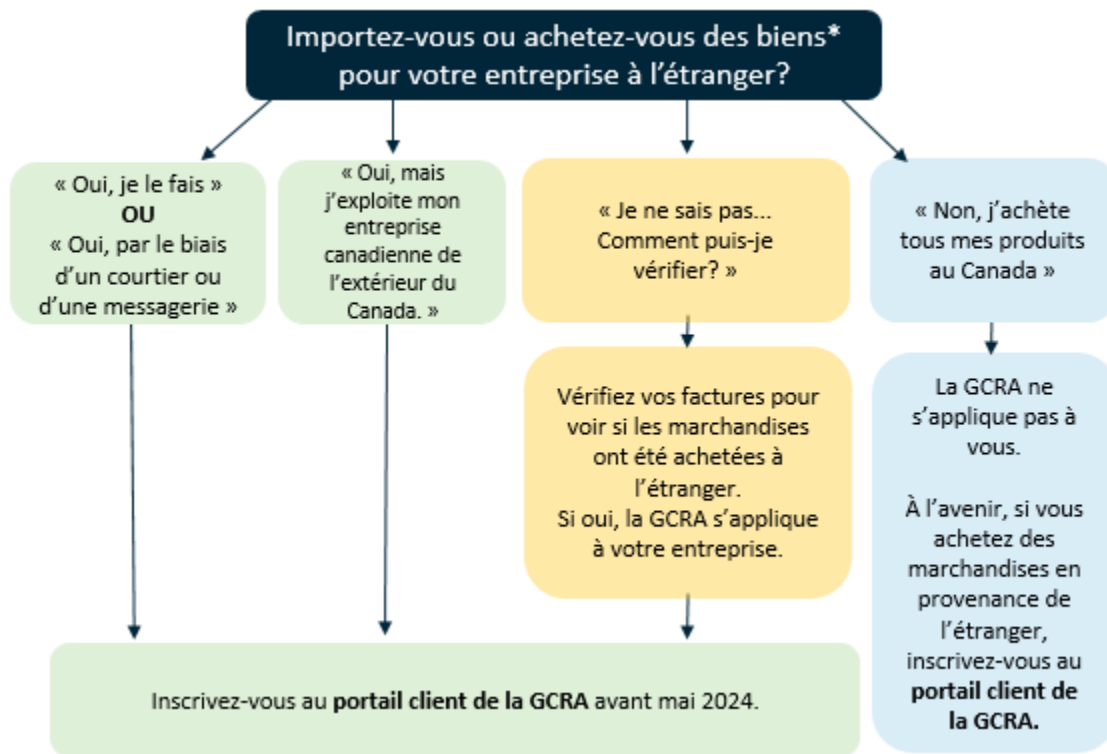 Importez-vous ou achetez-vous des biens*
pour votre entreprise à l’étranger?
« Oui, je le fais »
OU
« Oui, par le biais
d’un courtier ou
d’une messagerie »
« Oui, mais
j’exploite mon
entreprise
canadienne de
l’extérieur du
Canada. »
« Je ne sais pas...
Comment puis-je
vérifier? »
« Non, j’achète
tous mes produits
au Canada »
Vérifiez vos factures pour
voir si les marchandises
ont été achetées à
l’étranger.
Si oui, la GCRA s’applique
à votre entreprise.
La GCRA ne
s’applique pas à
vous.
À l’avenir, si vous
achetez des
marchandises en
provenance de
l’étranger,
inscrivez-vous au
portail client de
la GCRA.
Inscrivez-vous au portail client de la GCRA avant mai 2024.